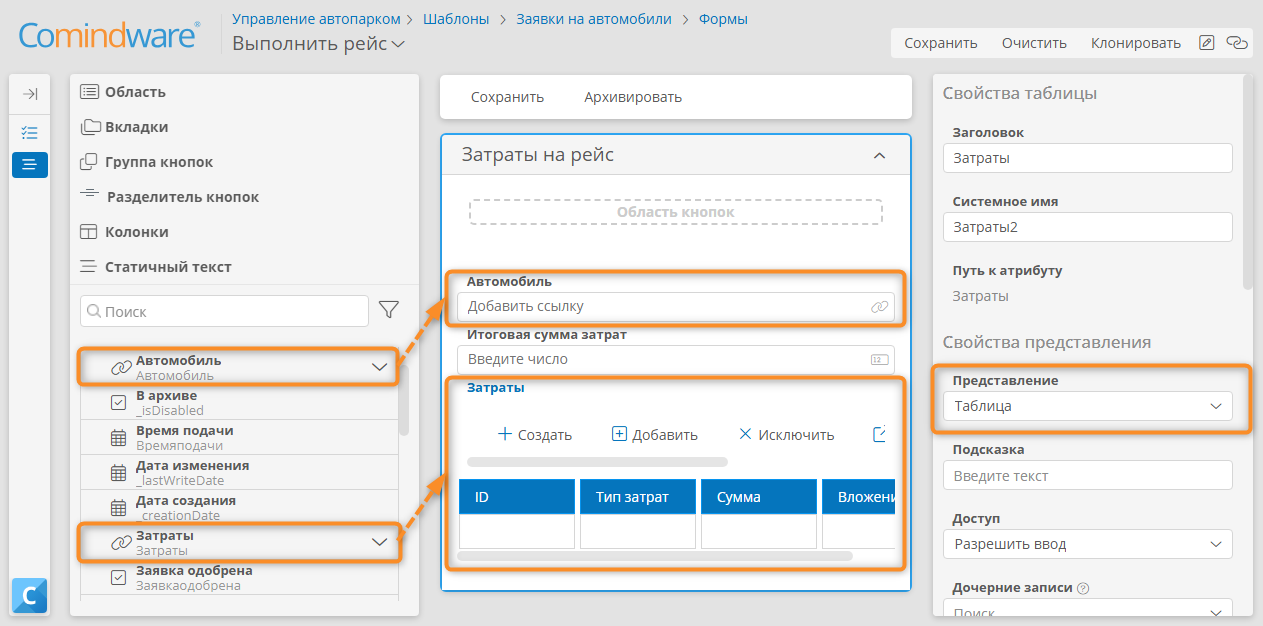 Comindware®
Управление автопарком > Шаблоны > Заявки на автомобили > Формы
Выполнить рейс
Сохранить Очистить Клонировать
Область
Вкладки
Группа кнопок
Разделитель кнопок
Колонки
Статичный текст
Поиск
Автомобиль
Автомобиль
В архиве
_isDisabled
Время подачи
Времяподачи
Дата изменения
_lastWriteDate
Дата создания
_creationDate
Затраты
Затраты
Заявка одобрена
Заявкаодобрена
C
Сохранить Архивировать
Затраты на рейс
Область кнопок
Автомобиль
Добавить ссылку
Итоговая сумма затрат
Введите число
12
Затраты
Создать Добавить Исключить
ID Тип затрат Сумма Вложени
Свойства таблицы
Заголовок
Затраты
Системное имя
Затраты2
Путь к атрибуту
Затраты
Свойства представления
Представление
Таблица
Подсказка
Введите текст
Доступ
Разрешить ввод
Дочерние записи ?
Поиск